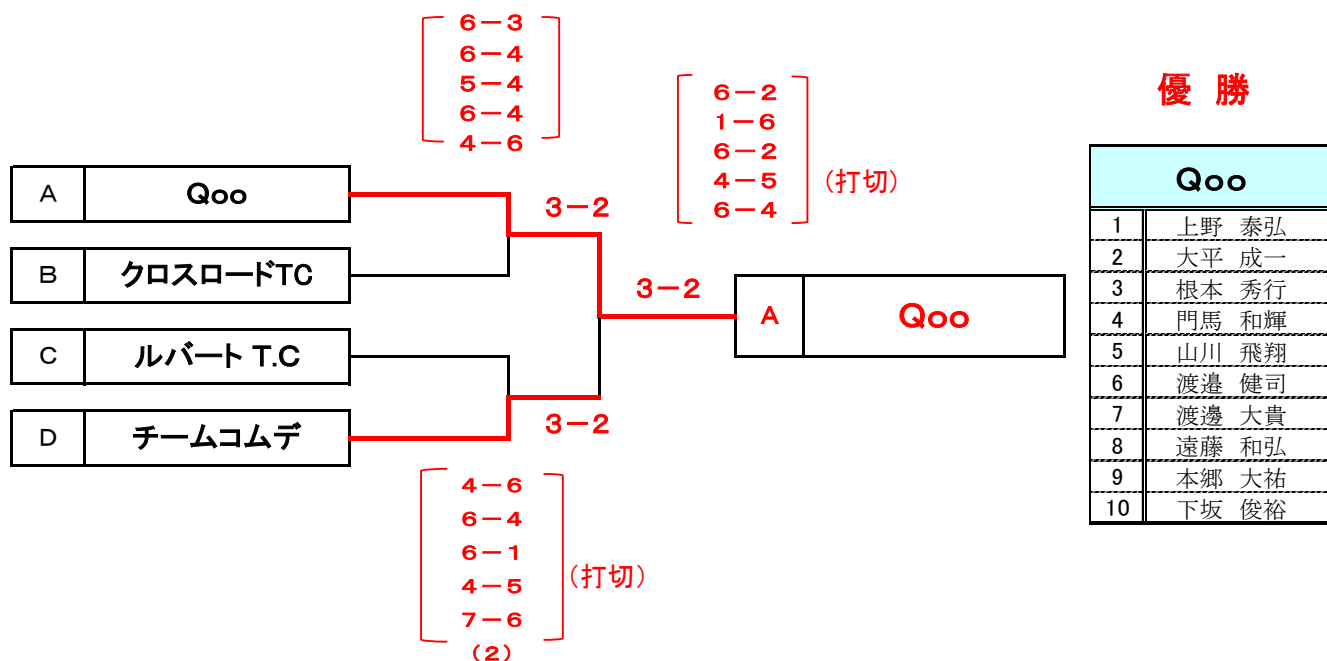 6－3
6－4
5－4
6－4
4－6
6－2
1－6
6－2
4－5 (打切)
6－4
優 勝
A Qoo
B クロスロードTC
C ルバート T.C
D チームコムデ
3－2
3－2
3－2
A Qoo
4－6
6－4
6－1
4－5 (打切)
7－6
(2)
Qoo
1 上野 泰弘
2 大平 成一
3 根本 秀行
4 門馬 和輝
5 山川 飛翔
6 渡邉 健司
7 渡邊 大貴
8 遠藤 和弘
9 本郷 大祐
10 下坂 俊裕